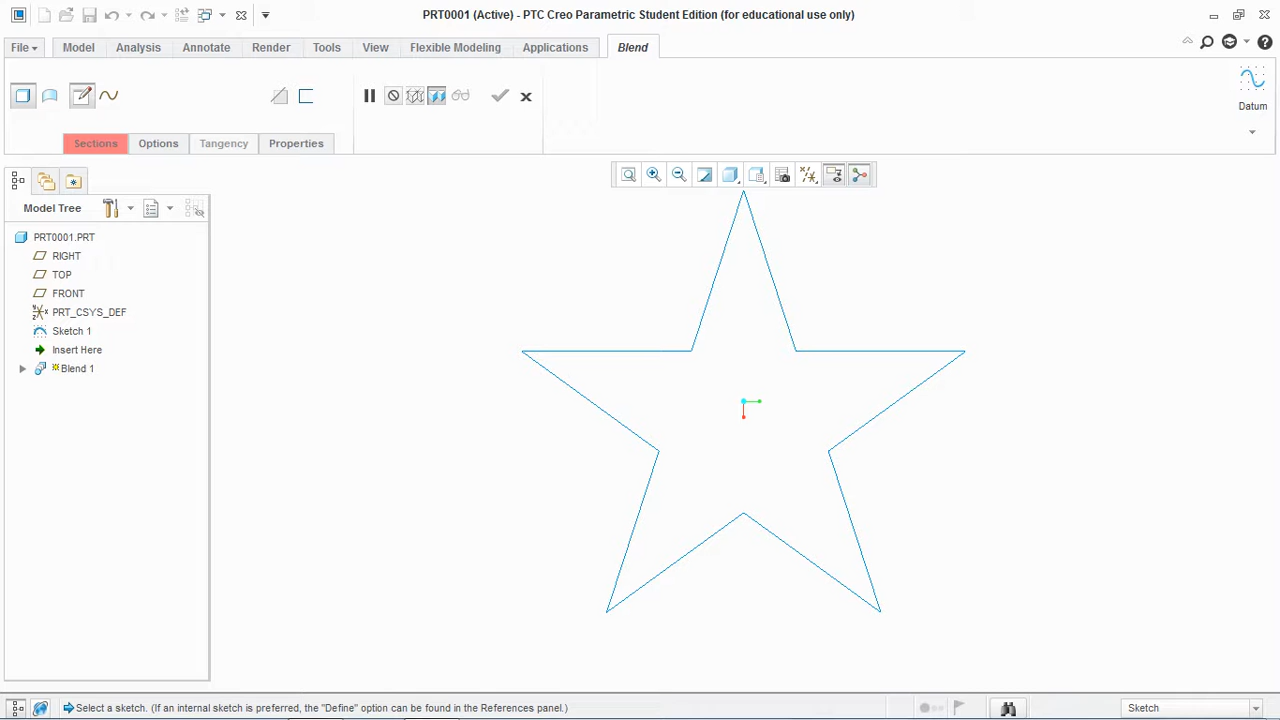 PRT0001 (Active) - PTC Creo Parametric Student Edition (for educational use only)
File Model Analysis Annotate Render Tools View Flexible Modeling Applications Blend
Datum
Sections Options Tangency Properties
Model Tree
PRT0001.PRT
RIGHT
TOP
FRONT
PRT_CSYS_DEF
Sketch 1
Insert Here
Blend 1
Select a sketch. (If an internal sketch is preferred, the "Define" option can be found in the References panel.)
Sketch